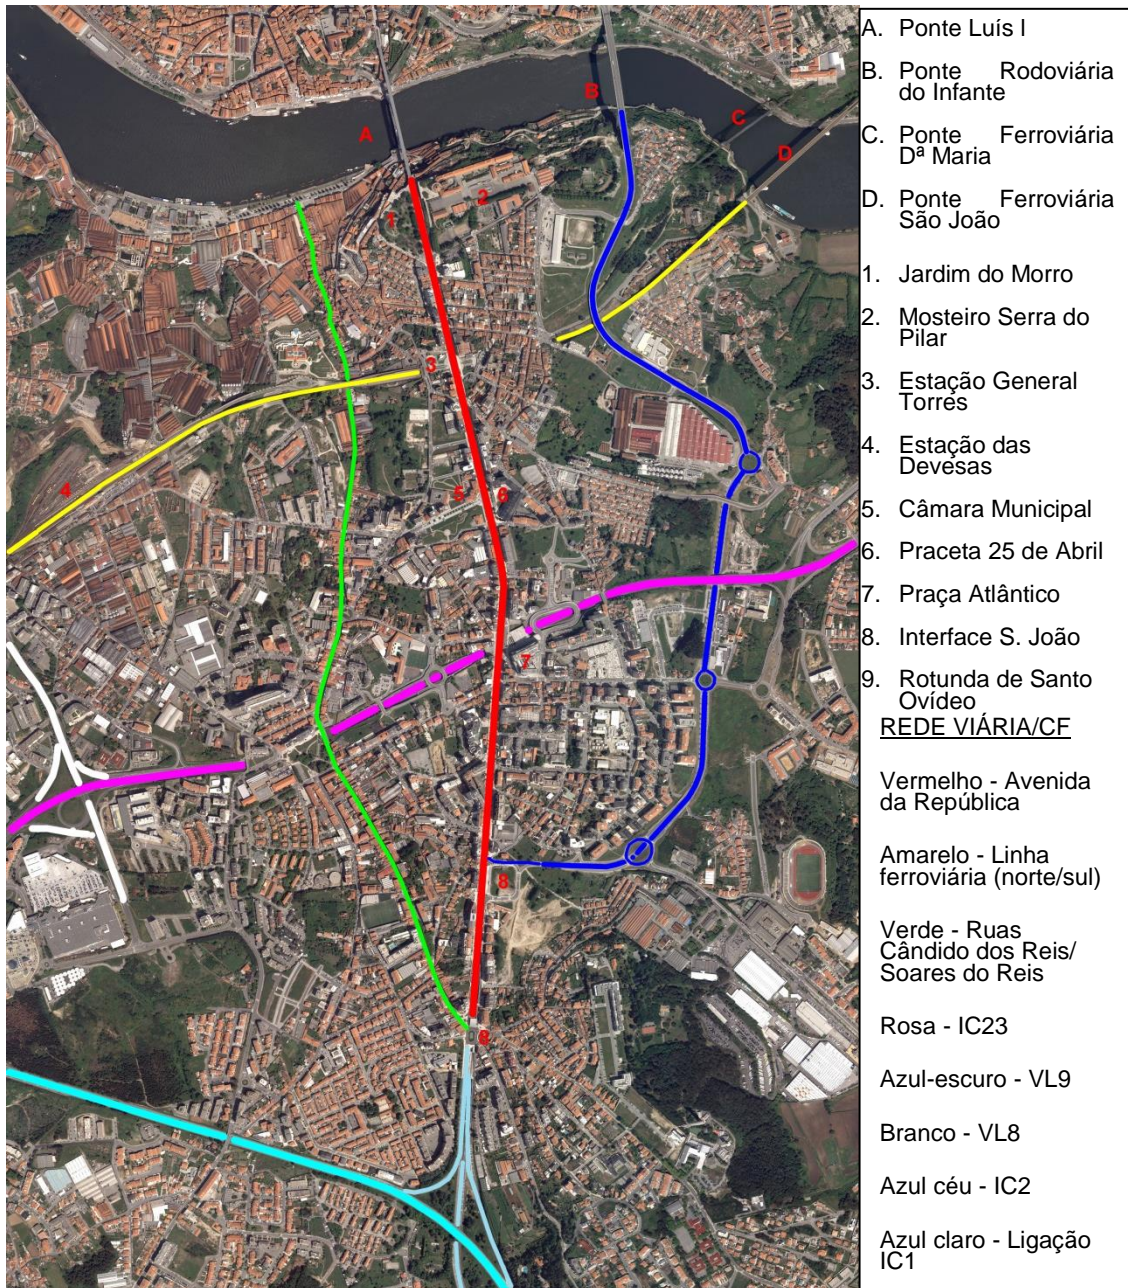 A
B
C
D
1
2
3
4
5
6
7
8
9
A. Ponte Luís I
B. Ponte Rodoviária
do Infante
C. Ponte Ferroviária
Dª Maria
D. Ponte Ferroviária
São João
1. Jardim do Morro
2. Mosteiro Serra do
Pilar
3. Estação General
Torres
4. Estação das
Devesas
5. Câmara Municipal
6. Praceta 25 de Abril
7. Praça Atlântico
8. Interface S. João
9. Rotunda de Santo
Ovídeo
REDE VIÁRIA/CF
Vermelho - Avenida
da República
Amarelo - Linha
ferroviária (norte/sul)
Verde - Ruas
Cândido dos Reis/
Soares do Reis
Rosa - IC23
Azul-escuro - VL9
Branco - VL8
Azul céu - IC2
Azul claro - Ligação
IC1